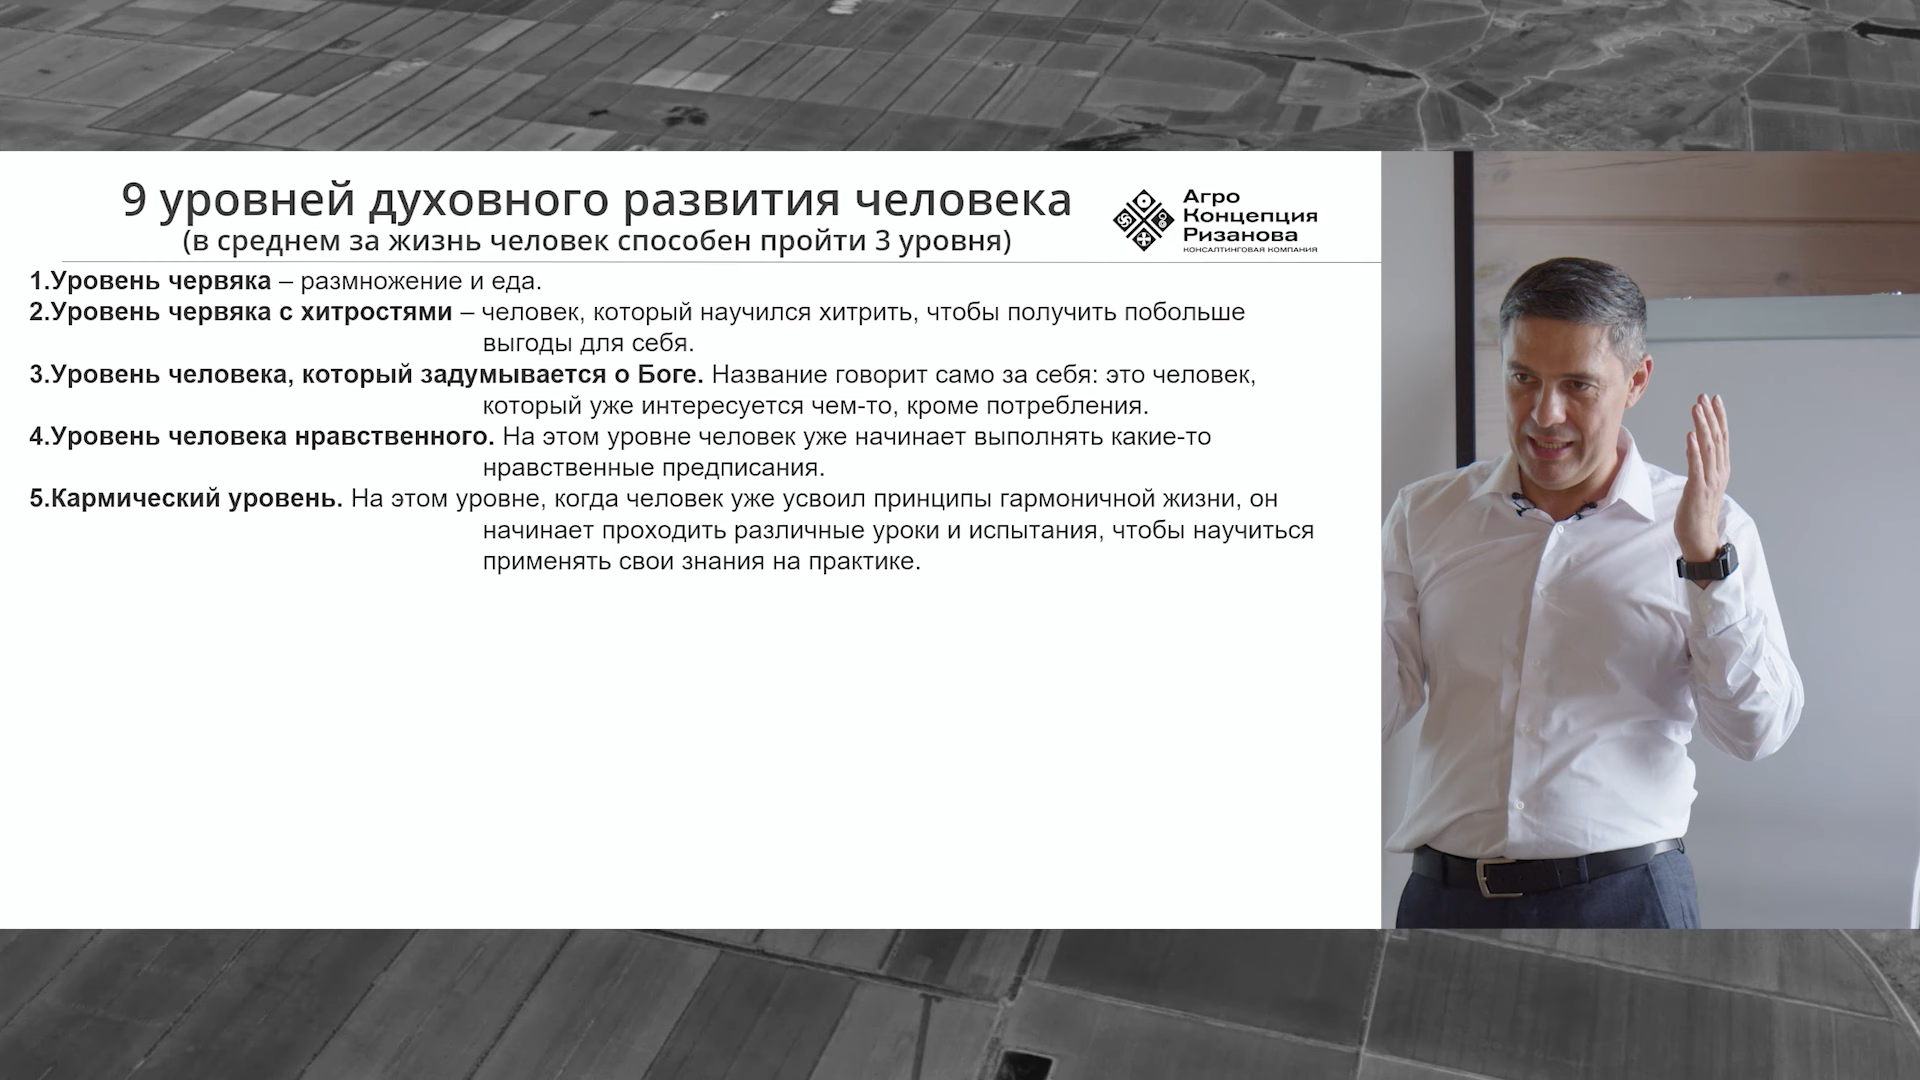 9 уровней духовного развития человека
(в среднем за жизнь человек способен пройти 3 уровня)
Агро
Концепция
Ризанова
КОНСАЛТИНГОВАЯ КОМПАНИЯ
1.Уровень червяка – размножение и еда.
2.Уровень червяка с хитростями – человек, который научился хитрить, чтобы получить побольше
выгоды для себя.
3.Уровень человека, который задумывается о Боге. Название говорит само за себя: это человек,
который уже интересуется чем-то, кроме потребления.
4.Уровень человека нравственного. На этом уровне человек уже начинает выполнять какие-то
нравственные предписания.
5.Кармический уровень. На этом уровне, когда человек уже усвоил принципы гармоничной жизни, он
начинает проходить различные уроки и испытания, чтобы научиться
применять свои знания на практике.